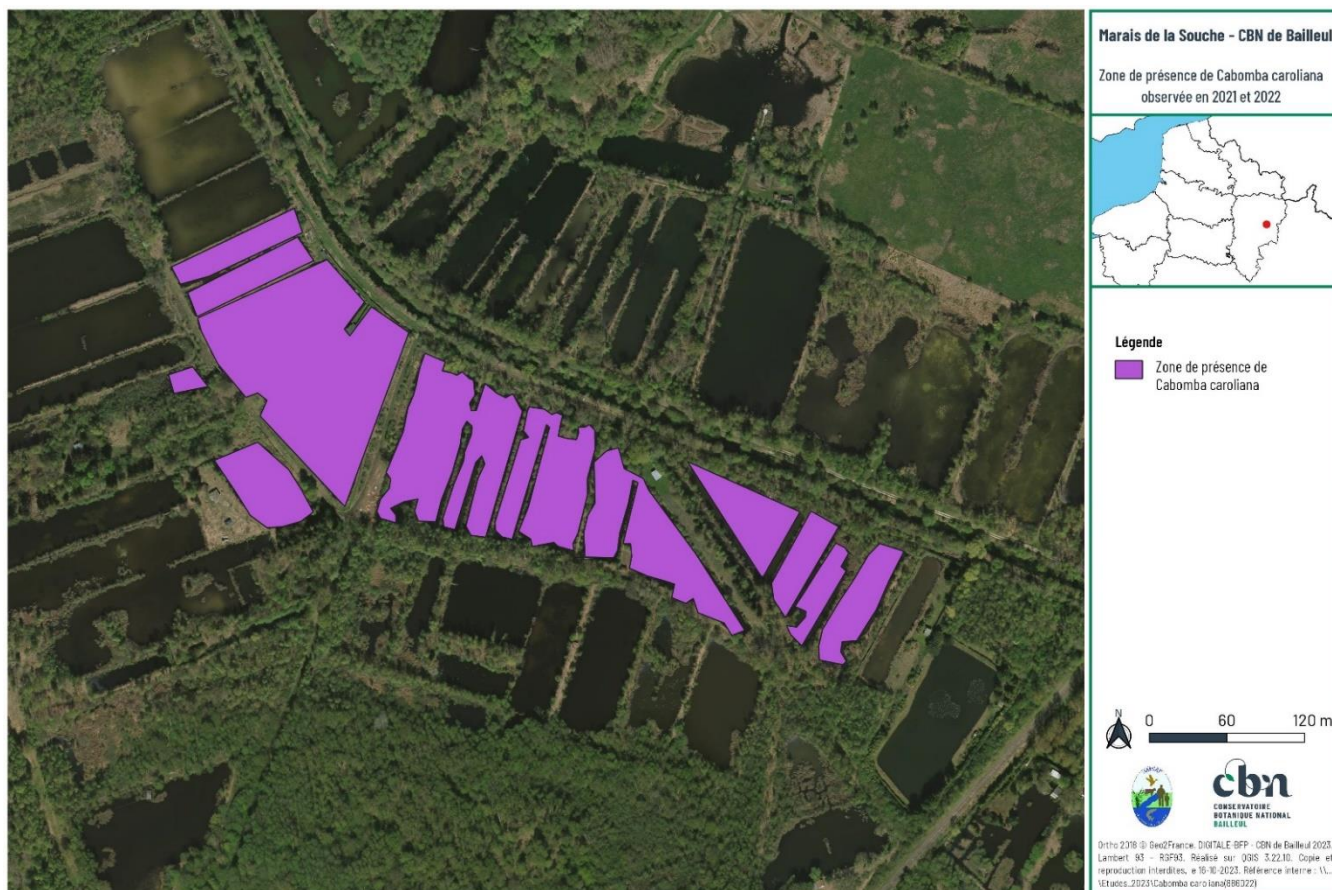 Marais de la Souche - CBN de Bailleul
Zone de présence de Cabomba caroliana
observée en 2021 et 2022
Légende
Zone de présence de
Cabomba caroliana
N
0 60 120 m
cbn
CONSERVATOIRE
BOTANIQUE NATIONAL
BAILLEUL
Ortho 2018 © Geo2France. DIGITALE-BFP - CBN de Bailleul 2023.
Lambert 93 - RGF93. Réalisé sur QGIS 3.22.10. Copie et
reproduction interdites, e 16-10-2023. Référence interne : \\...
\Etudes_2023\Cabomba caroliana(886022)